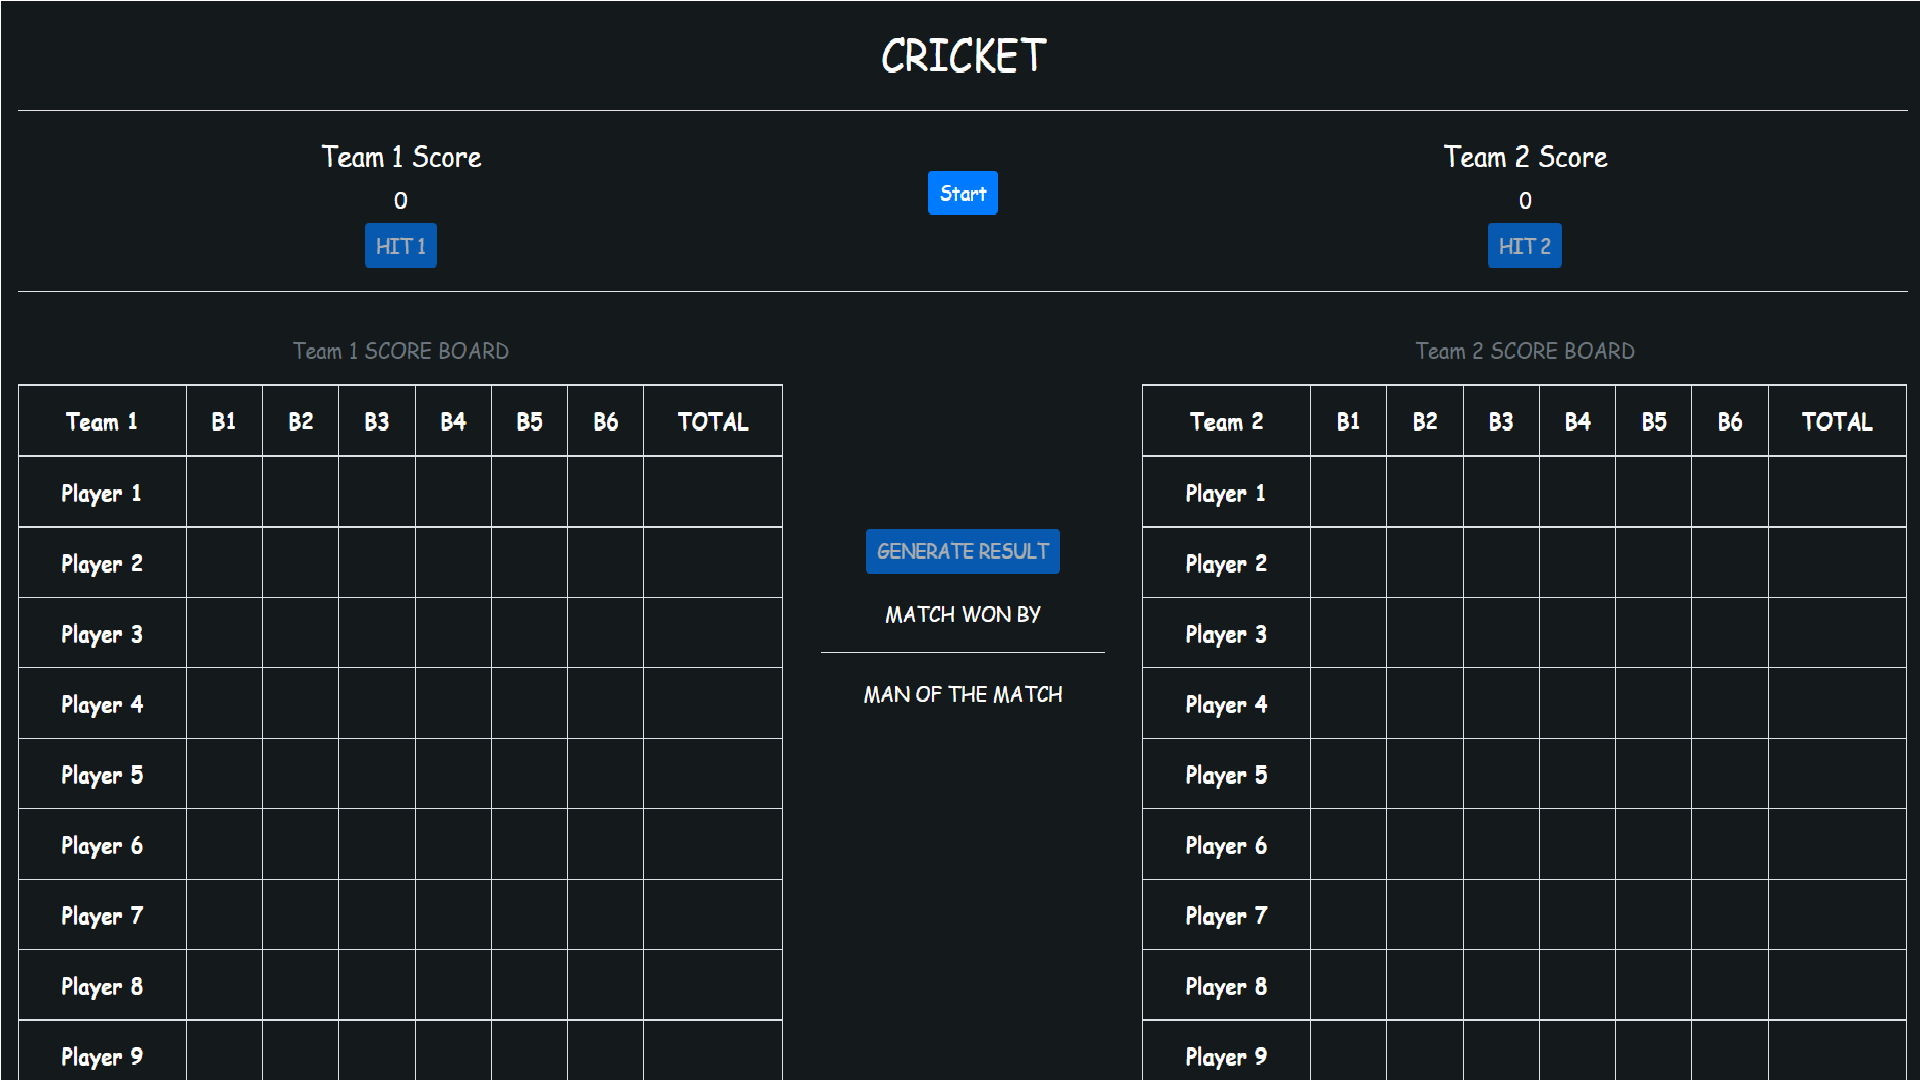 CRICKET
Team 1 Score
0
HIT 1
Start
Team 2 Score
0
HIT 2
Team 1 SCORE BOARD
Team 1 B1 B2 B3 B4 B5 B6 TOTAL
Player 1
Player 2
Player 3
Player 4
Player 5
Player 6
Player 7
Player 8
Player 9
GENERATE RESULT
MATCH WON BY
MAN OF THE MATCH
Team 2 SCORE BOARD
Team 2 B1 B2 B3 B4 B5 B6 TOTAL
Player 1
Player 2
Player 3
Player 4
Player 5
Player 6
Player 7
Player 8
Player 9